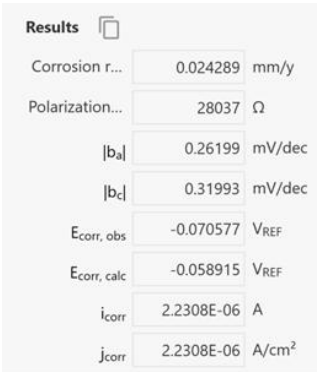 Results
Corrosion r... 0.024289 mm/y
Polarization... 28037 Ω
|bₐ| 0.26199 mV/dec
|b꜀| 0.31993 mV/dec
Ecorr, obs -0.070577 VREF
Ecorr, calc -0.058915 VREF
icorr 2.2308E-06 A
jcorr 2.2308E-06 A/cm²